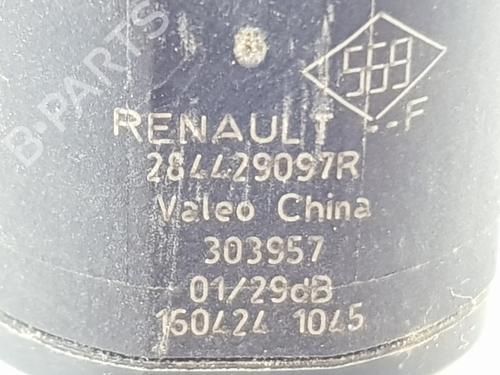 B-PARTS
569
RENAULT --F
284429097R
Valeo China
303957
01/29dB
160424 1045